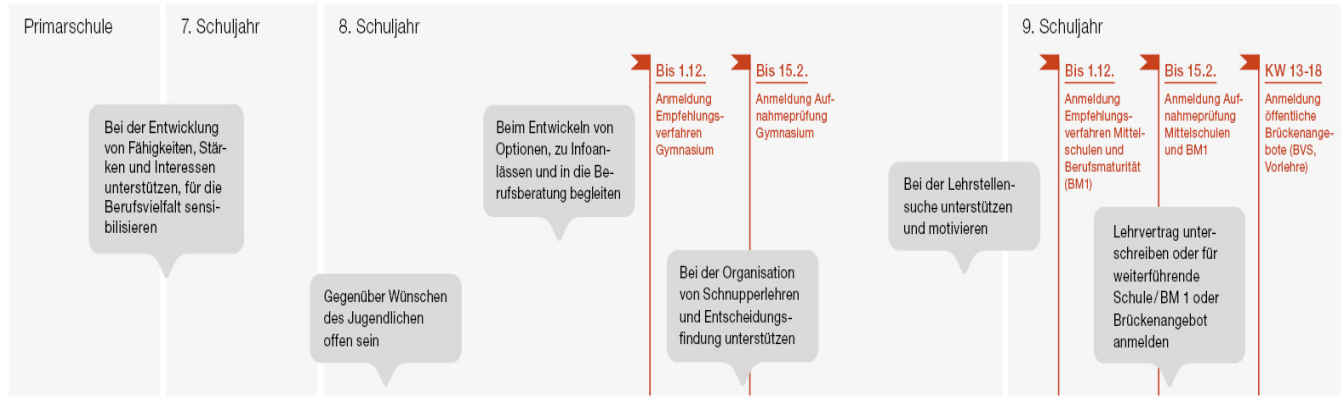 Primarschule
7. Schuljahr
8. Schuljahr
9. Schuljahr
Bei der Entwicklung
von Fähigkeiten, Stär-
ken und Interessen
unterstützen, für die
Berufsvielfalt sensi-
bilisieren
Gegenüber Wünschen
des Jugendlichen
offen sein
Beim Entwickeln von
Optionen, zu Infoan-
lässen und in die Be-
rufsberatung begleiten
Bis 1.12.
Anmeldung
Empfehlungs-
verfahren
Gymnasium
Bis 15.2.
Anmeldung Auf-
nahmeprüfung
Gymnasium
Bei der Organisation
von Schnupperlehren
und Entscheidungs-
findung unterstützen
Bei der Lehrstellen-
suche unterstützen
und motivieren
Bis 1.12.
Anmeldung
Empfehlungs-
verfahren Mittel-
schulen und
Berufsmaturität
(BM1)
Bis 15.2.
Anmeldung Auf-
nahmeprüfung
Mittelschulen
und BM1
KW 13-18
Anmeldung
öffentliche
Brückenange-
bote (BVS,
Vorlehre)
Lehrvertrag unter-
schreiben oder für
weiterführende
Schule/BM 1 oder
Brückenangebot
anmelden